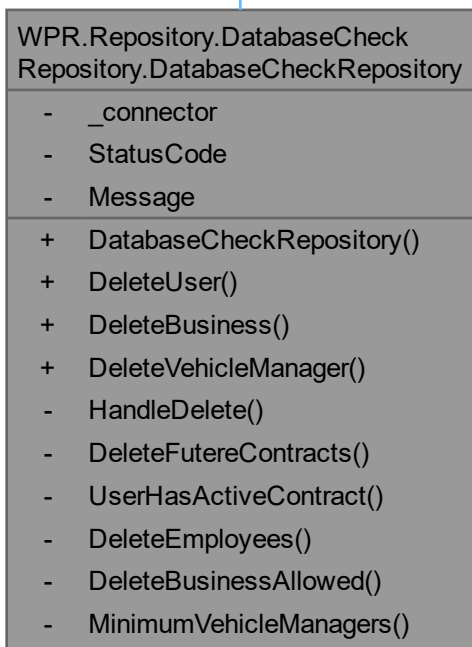 WPR.Repository.DatabaseCheck
Repository.DatabaseCheckRepository
- _connector
- StatusCode
- Message
+ DatabaseCheckRepository()
+ DeleteUser()
+ DeleteBusiness()
+ DeleteVehicleManager()
- HandleDelete()
- DeleteFutereContracts()
- UserHasActiveContract()
- DeleteEmployees()
- DeleteBusinessAllowed()
- MinimumVehicleManagers()